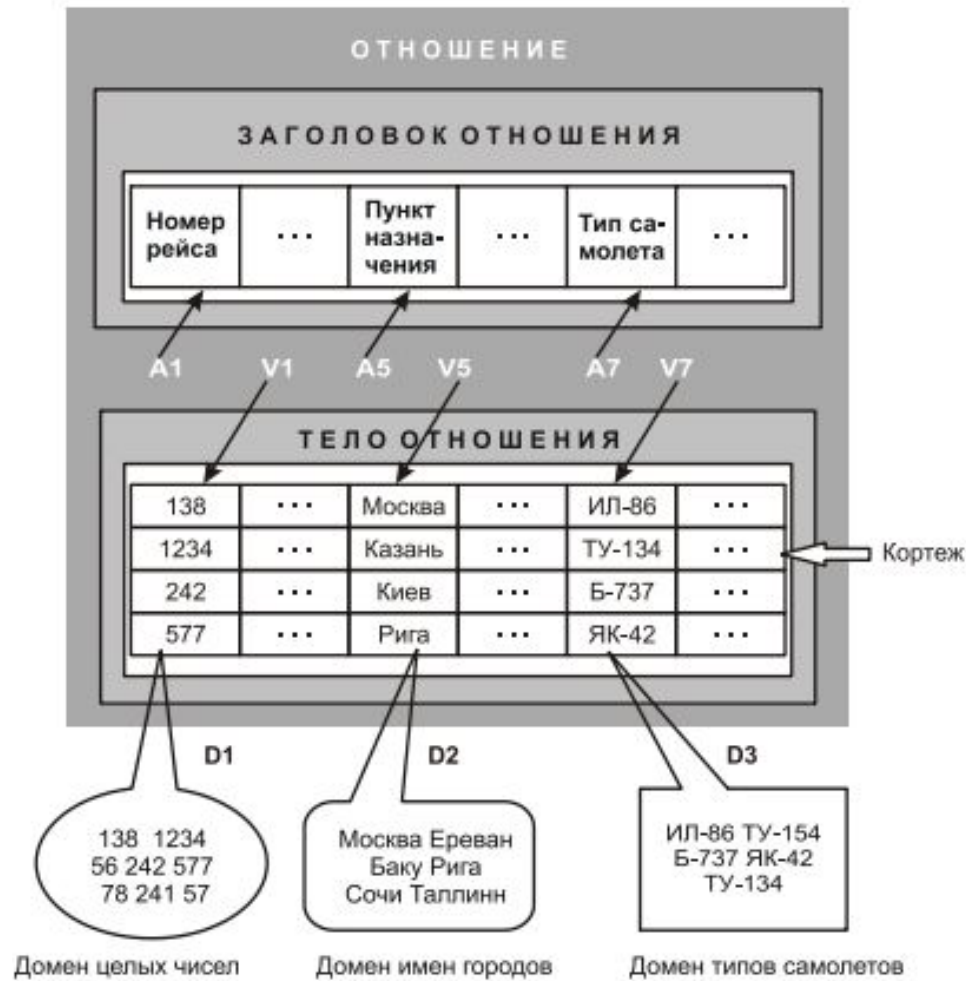 ОТНОШЕНИЕ
ЗАГОЛОВОК ОТНОШЕНИЯ
Номер
рейса
...
Пункт
назна-
чения
...
Тип са-
молета
...
A1 V1 A5 V5 A7 V7
ТЕЛО ОТНОШЕНИЯ
138 ... Москва ... ИЛ-86 ...
1234 ... Казань ... ТУ-134 ...
Кортеж
242 ... Киев ... Б-737 ...
577 ... Рига ... ЯК-42 ...
D1 D2 D3
138 1234
56 242 577
78 241 57
Москва Ереван
Баку Рига
Сочи Таллинн
ИЛ-86 ТУ-154
Б-737 ЯК-42
ТУ-134
Домен целых чисел
Домен имен городов
Домен типов самолетов